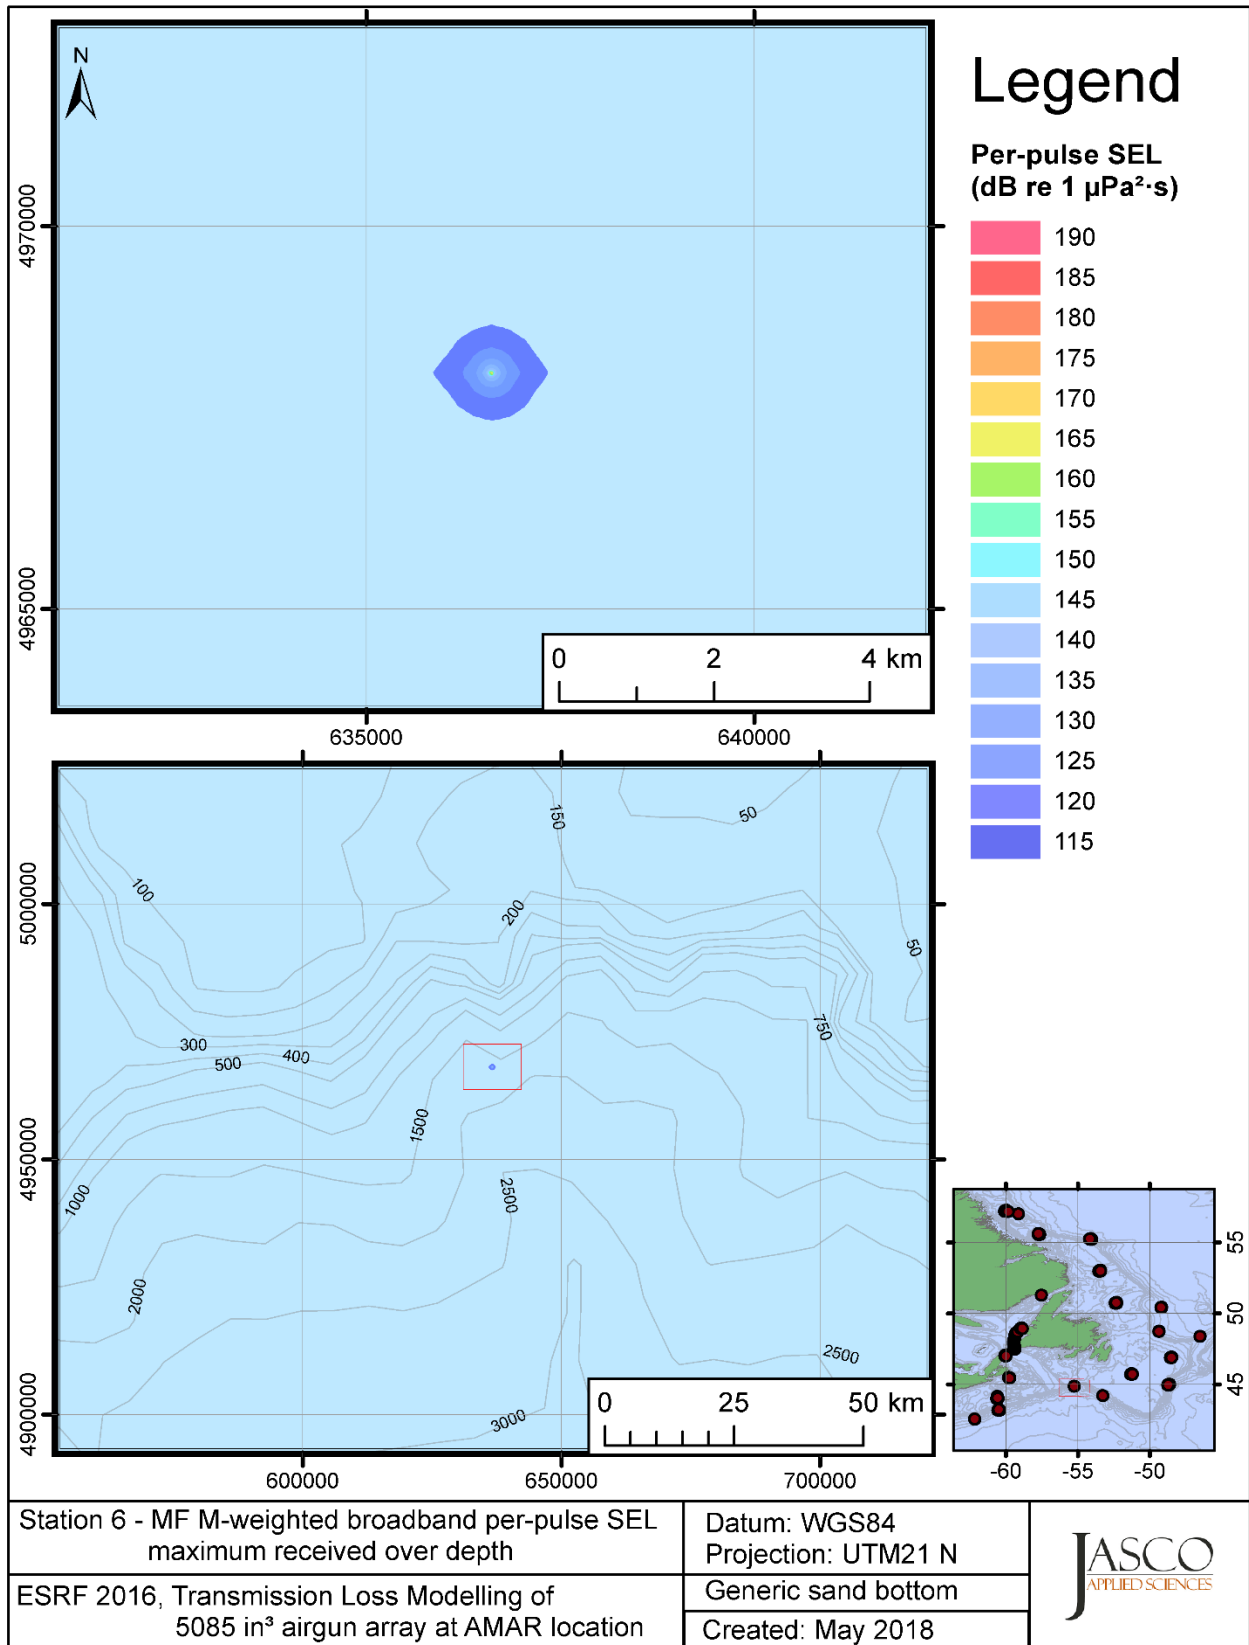 N
4970000
4965000
0 2 4 km
635000 640000
Legend
Per-pulse SEL
(dB re 1 µPa²·s)
190
185
180
175
170
165
160
155
150
145
140
135
130
125
120
115
5000000
4950000
4900000
100
150
50
200
50
300
500
400
750
1500
1000
2500
2000
2500
3000
0 25 50 km
600000 650000 700000
55
50
45
-60 -55 -50
Station 6 - MF M-weighted broadband per-pulse SEL
maximum received over depth
ESRF 2016, Transmission Loss Modelling of
5085 in³ airgun array at AMAR location
Datum: WGS84
Projection: UTM21 N
Generic sand bottom
Created: May 2018
JASCO
APPLIED SCIENCES